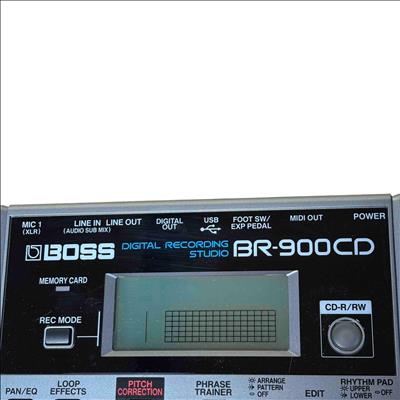 MIC 1 (XLR)
LINE IN (AUDIO SUB MIX)
LINE OUT
DIGITAL OUT
USB
FOOT SW/ EXP PEDAL
MIDI OUT
POWER
BOSS
DIGITAL RECORDING STUDIO
BR-900CD
MEMORY CARD
CD-R/RW
REC MODE
PAN/EQ
LOOP EFFECTS
PITCH CORRECTION
PHRASE TRAINER
ARRANGE
PATTERN
OFF
EDIT
RHYTHM PAD
UPPER
LOWER
OFF